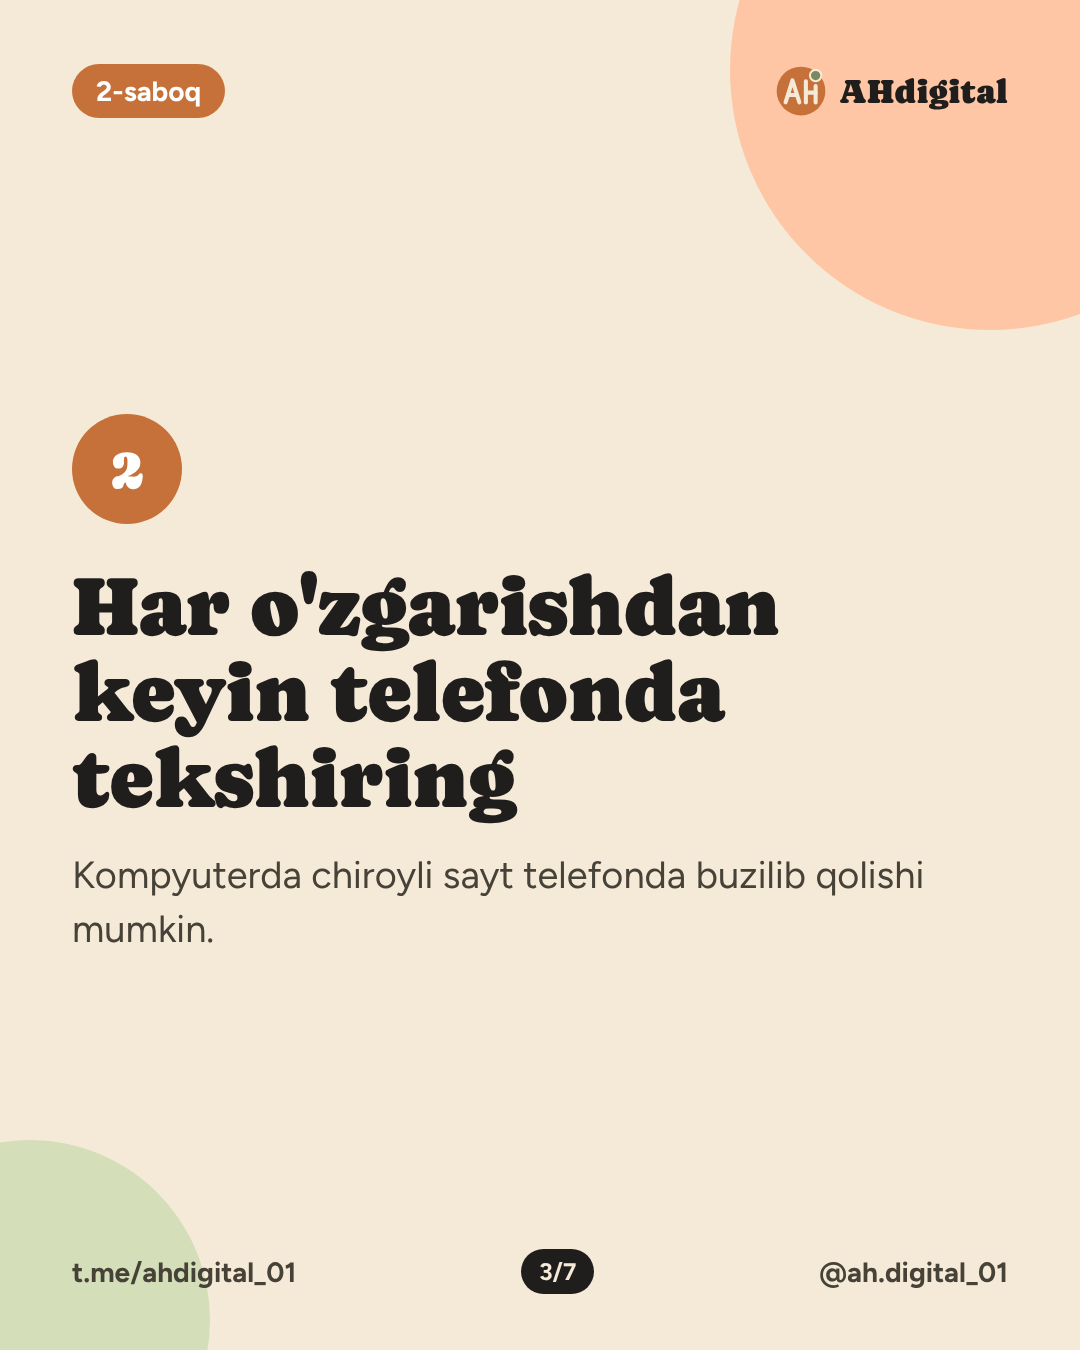 2-saboq
AH AHdigital
2
Har o'zgarishdan
keyin telefonda
tekshiring
Kompyuterda chiroyli sayt telefonda buzilib qolishi
mumkin.
t.me/ahdigital_01
3/7
@ah.digital_01